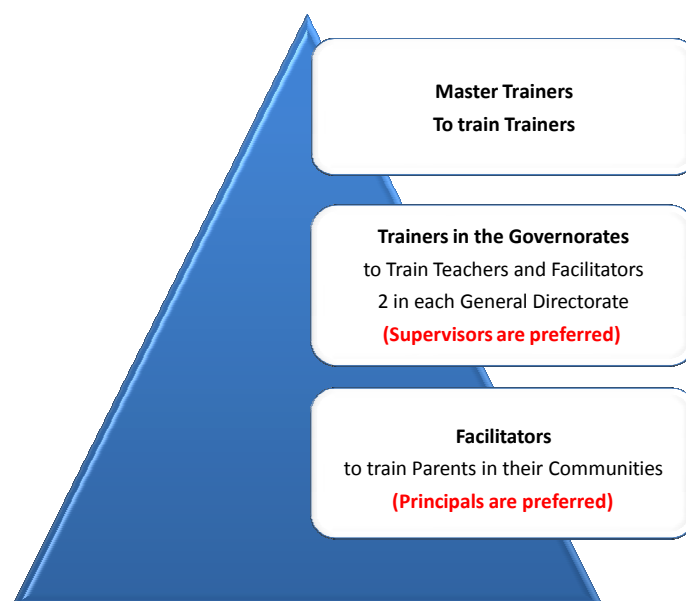 Master Trainers
To train Trainers
Trainers in the Governorates
to Train Teachers and Facilitators
2 in each General Directorate
(Supervisors are preferred)
Facilitators
to train Parents in their Communities
(Principals are preferred)